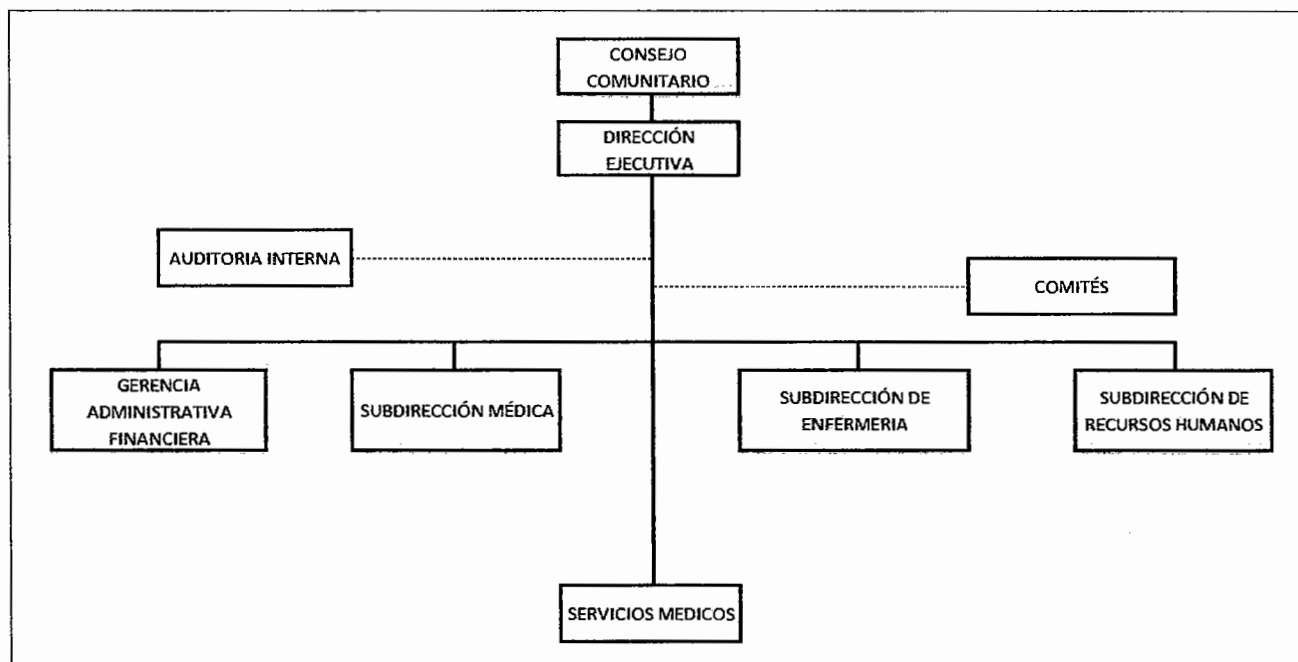 CONSEJO
COMUNITARIO
DIRECCIÓN
EJECUTIVA
AUDITORIA INTERNA
COMITÉS
GERENCIA
ADMINISTRATIVA
FINANCIERA
SUBDIRECCIÓN MÉDICA
SUBDIRECCIÓN DE
ENFERMERIA
SUBDIRECCIÓN DE
RECURSOS HUMANOS
SERVICIOS MEDICOS